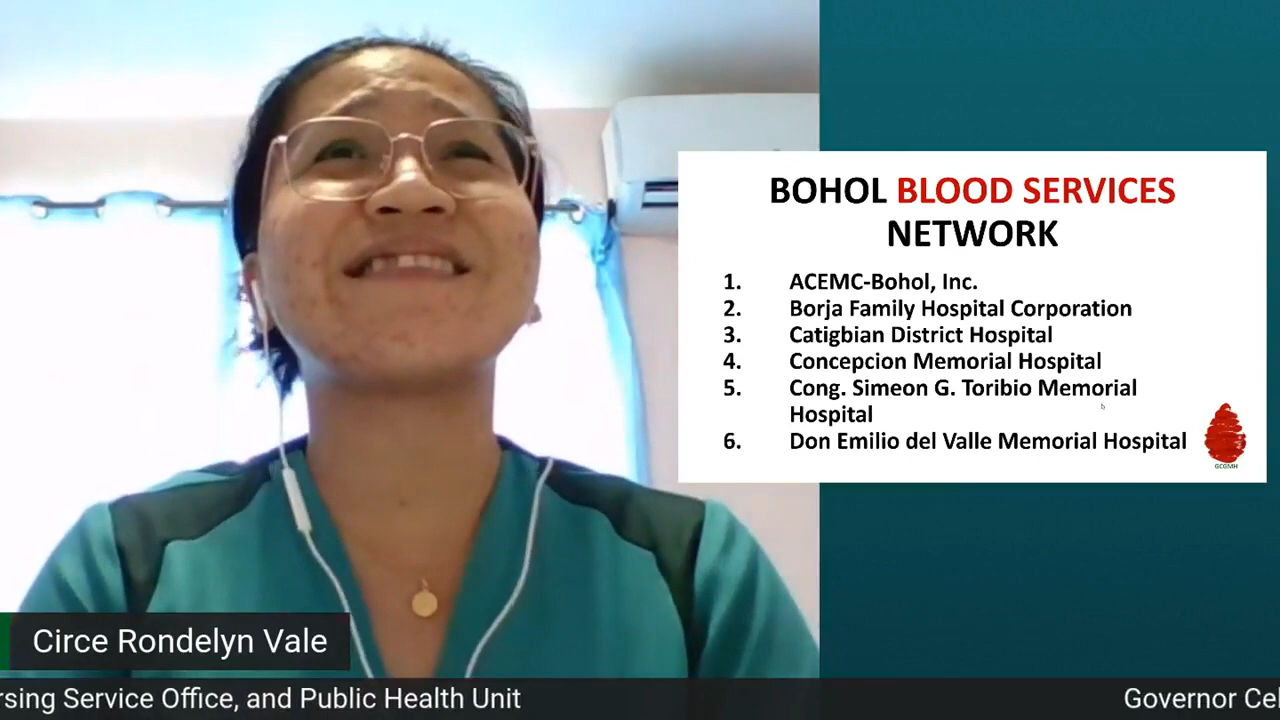 BOHOL BLOOD SERVICES
NETWORK
1. ACEMC-Bohol, Inc.
2. Borja Family Hospital Corporation
3. Catigbian District Hospital
4. Concepcion Memorial Hospital
5. Cong. Simeon G. Toribio Memorial
Hospital
6. Don Emilio del Valle Memorial Hospital
GCGMH
Circe Rondelyn Vale
rsing Service Office, and Public Health Unit
Governor Cel